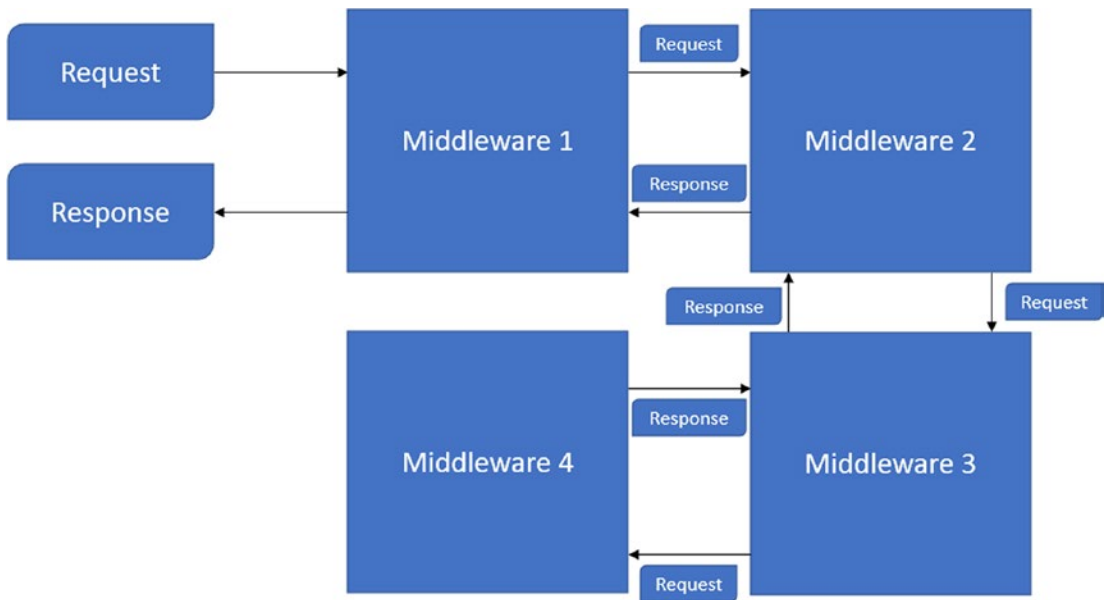 Request
Request
Middleware 1
Middleware 2
Response
Response
Response
Request
Response
Middleware 4
Middleware 3
Request